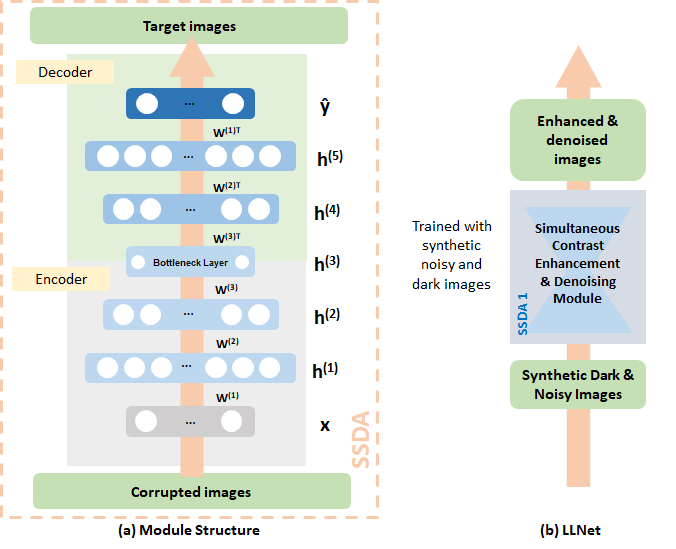 Target images
Decoder
...
ŷ
W(1)T
...
h(5)
W(2)T
...
h(4)
W(3)T
Bottleneck Layer
h(3)
Encoder
W(3)
...
h(2)
W(2)
...
h(1)
W(1)
...
x
SSDA
Corrupted images
(a) Module Structure
Enhanced &
denoised
images
Trained with
synthetic
noisy and
dark images
Simultaneous
Contrast
Enhancement
& Denoising
Module
SSDA 1
Synthetic Dark &
Noisy Images
(b) LLNet